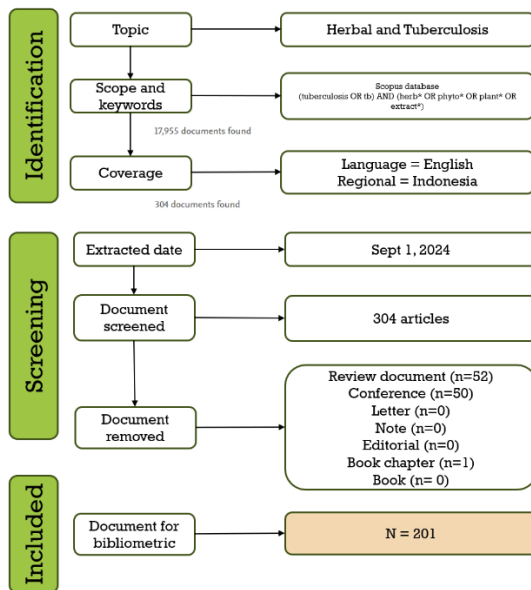 Identification
Topic
Herbal and Tuberculosis
Scope and
keywords
Scopus database
(tuberculosis OR tb) AND (herb* OR phyto* OR plant* OR
extract*)
17,955 documents found
Coverage
Language = English
Regional = Indonesia
304 documents found
Screening
Extracted date
Sept 1, 2024
Document
screened
304 articles
Document
removed
Review document (n=52)
Conference (n=50)
Letter (n=0)
Note (n=0)
Editorial (n=0)
Book chapter (n=1)
Book (n= 0)
Included
Document for
bibliometric
N = 201